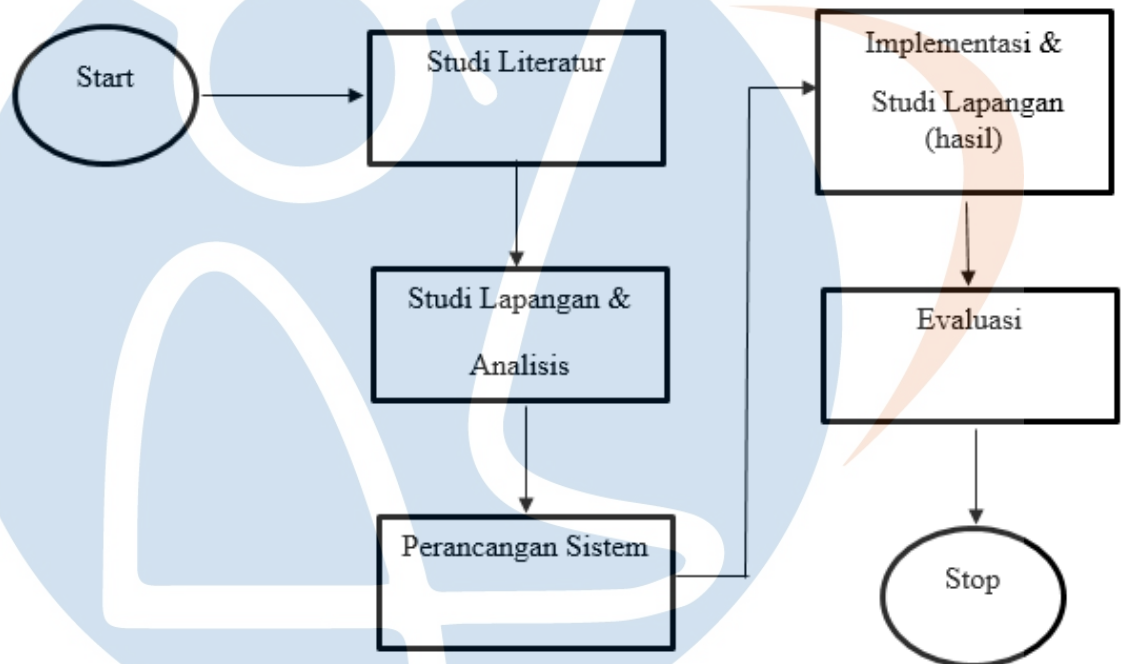 Start
Studi Literatur
Studi Lapangan &
Analisis
Perancangan Sistem
Implementasi &
Studi Lapangan
(hasil)
Evaluasi
Stop